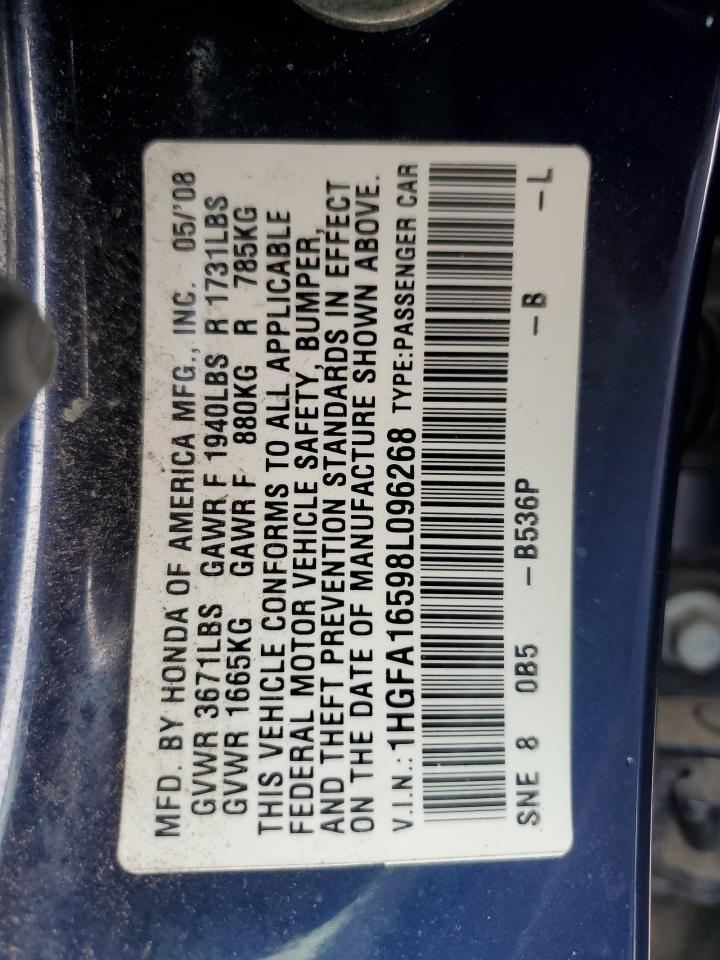 MFD. BY HONDA OF AMERICA MFG., INC. 05/'08
GVWR 3671LBS GAWR F 1940LBS R 1731LBS
GVWR 1665KG GAWR F 880KG R 785KG
THIS VEHICLE CONFORMS TO ALL APPLICABLE
FEDERAL MOTOR VEHICLE SAFETY, BUMPER,
AND THEFT PREVENTION STANDARDS IN EFFECT
ON THE DATE OF MANUFACTURE SHOWN ABOVE.
V.I.N.: 1HGFA16598L096268 TYPE:PASSENGER CAR
SNE 8 0B5 -B536P -B -L